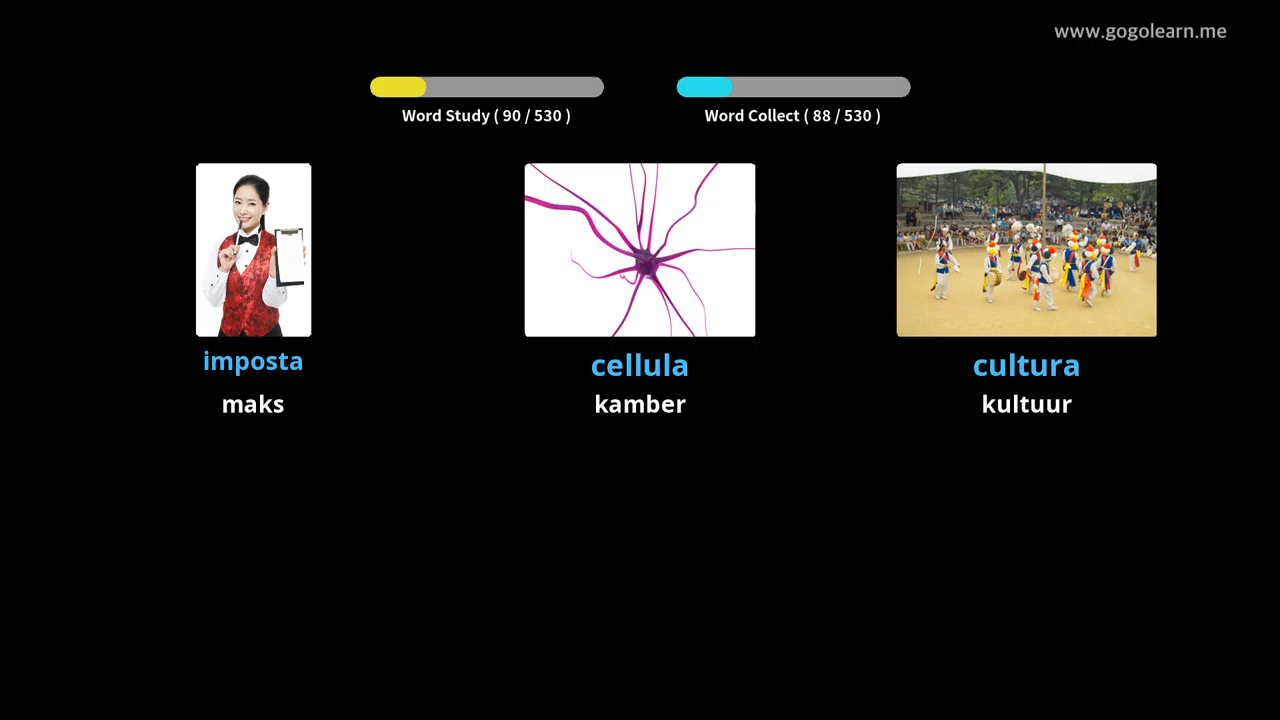 www.gogolearn.me
Word Study ( 90 / 530 )
Word Collect ( 88 / 530 )
imposta
cellula
cultura
maks
kamber
kultuur